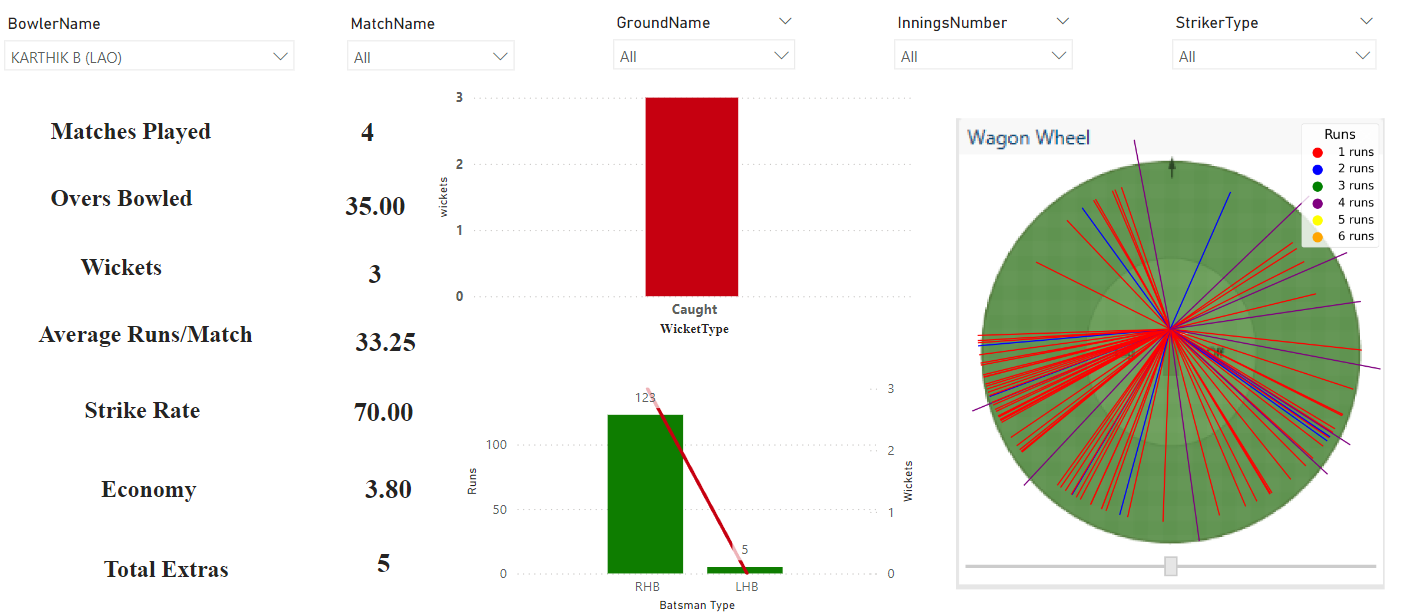 BowlerName
KARTHIK B (LAO)
MatchName
All
GroundName
All
InningsNumber
All
StrikerType
All
Matches Played 4
Overs Bowled 35.00
Wickets 3
Average Runs/Match 33.25
Strike Rate 70.00
Economy 3.80
Total Extras 5
wickets
3
2
1
0
Caught
WicketType
Runs
100
50
0
123
5
RHB LHB
Batsman Type
3
2
1
0
Wickets
Wagon Wheel
Runs
1 runs
2 runs
3 runs
4 runs
5 runs
6 runs